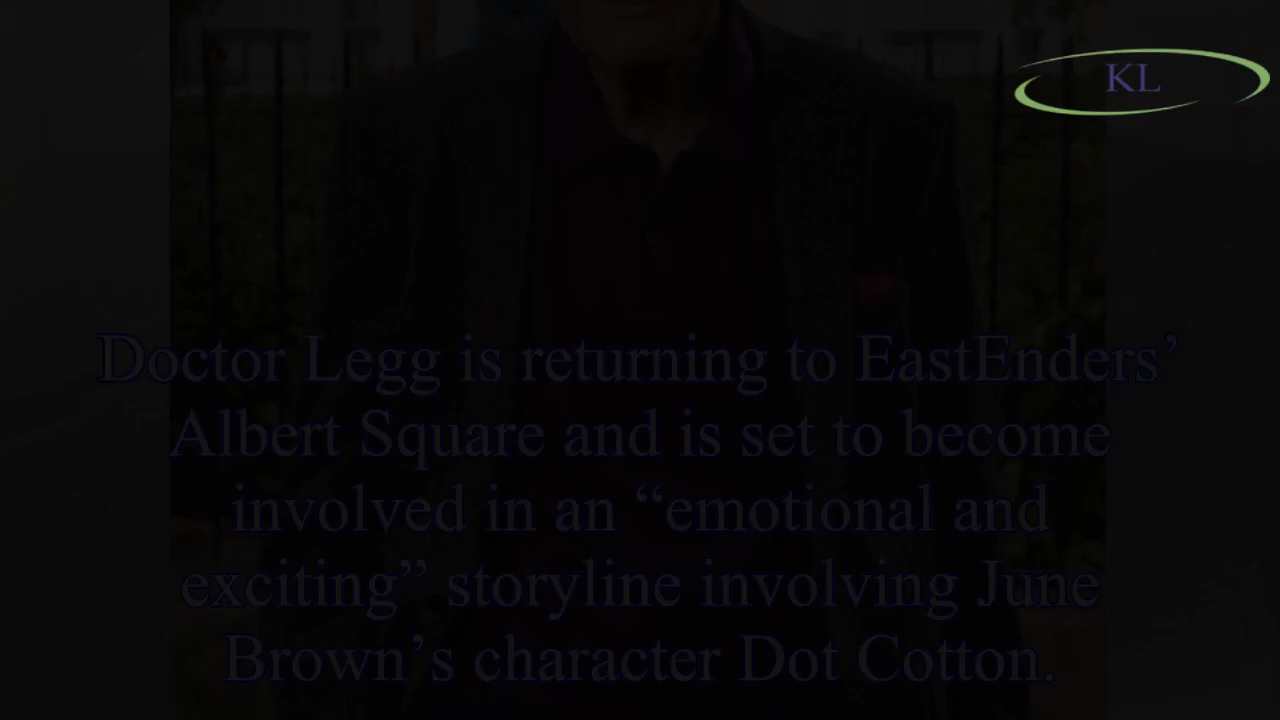 KL
Doctor Legg is returning to EastEnders’
Albert Square and is set to become
involved in an “emotional and
exciting” storyline involving June
Brown’s character Dot Cotton.